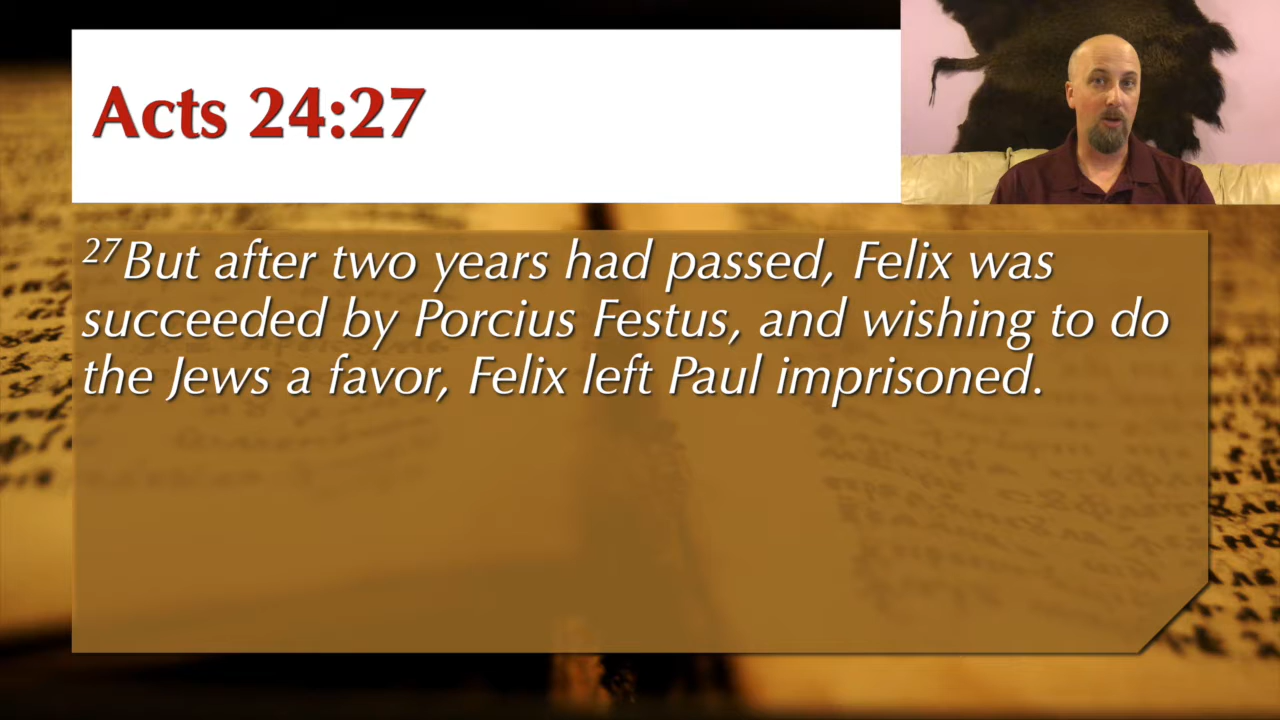 Acts 24:27
27But after two years had passed, Felix was
succeeded by Porcius Festus, and wishing to do
the Jews a favor, Felix left Paul imprisoned.